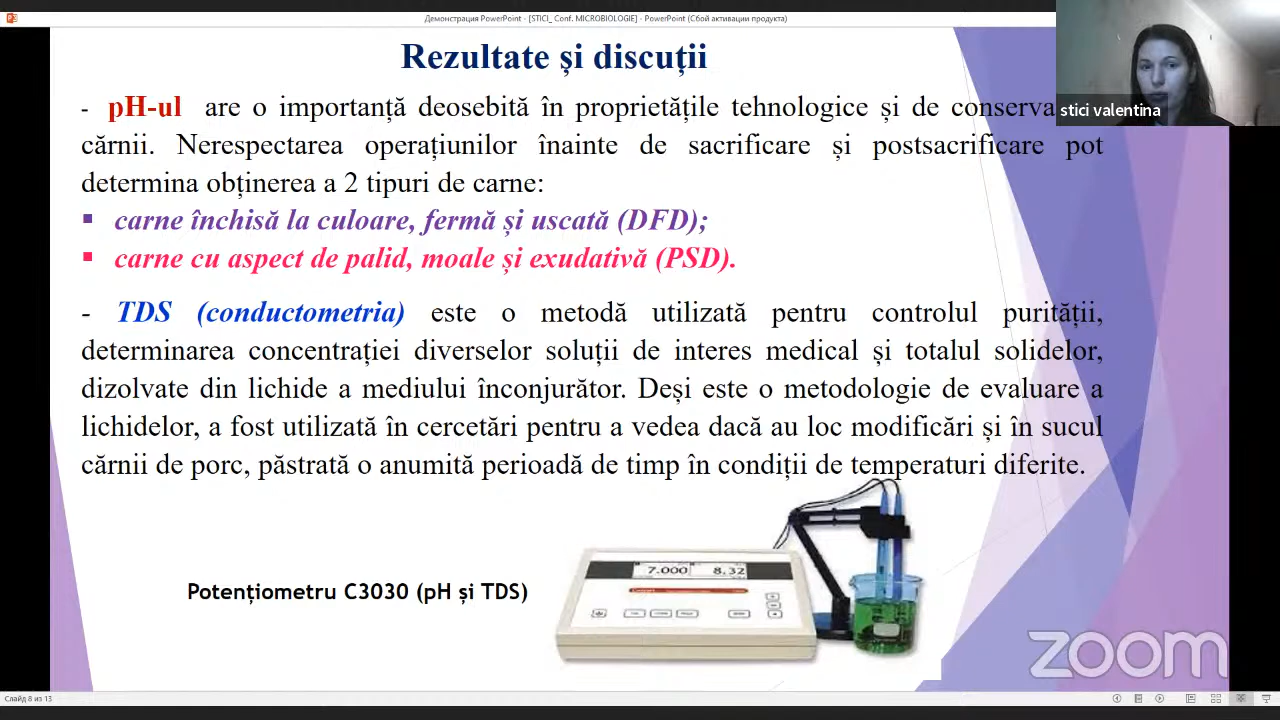 Демонстрация PowerPoint - [STICI_ Conf. MICROBIOLOGIE] - PowerPoint (Сбой активации продукта)
Rezultate și discuții
stici valentina
- pH-ul are o importanță deosebită în proprietățile tehnologice și de conserva
cărnii. Nerespectarea operațiunilor înainte de sacrificare și postsacrificare pot
determina obținerea a 2 tipuri de carne:
▪ carne închisă la culoare, fermă și uscată (DFD);
▪ carne cu aspect de palid, moale și exudativă (PSD).
- TDS (conductometria) este o metodă utilizată pentru controlul purității,
determinarea concentrației diverselor soluții de interes medical și totalul solidelor,
dizolvate din lichide a mediului înconjurător. Deși este o metodologie de evaluare a
lichidelor, a fost utilizată în cercetări pentru a vedea dacă au loc modificări și în sucul
cărnii de porc, păstrată o anumită perioadă de timp în condiții de temperaturi diferite.
7.000 8.32
Potențiometru C3030 (pH și TDS)
zoom
Слайд 8 из 13